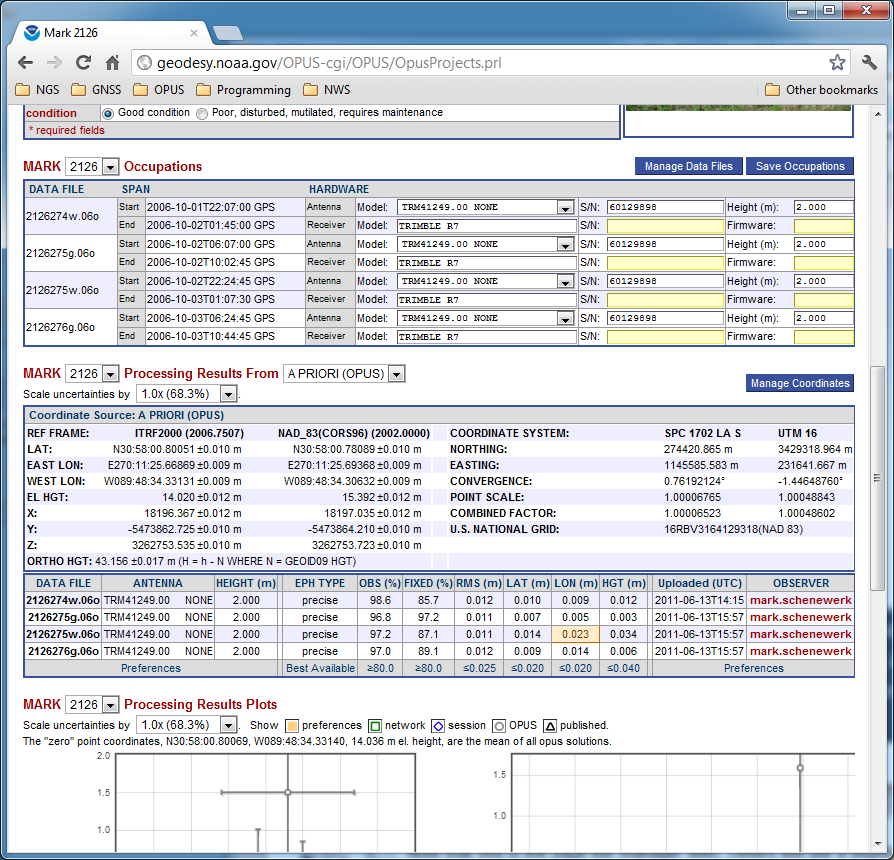 Mark 2126
geodesy.noaa.gov/OPUS-cgi/OPUS/OpusProjects.prl
NGS GNSS OPUS Programming NWS Other bookmarks
condition Good condition Poor, disturbed, mutilated, requires maintenance
* required fields
MARK 2126 Occupations Manage Data Files Save Occupations
DATA FILE SPAN HARDWARE
2126274w.06o Start 2006-10-01T22:07:00 GPS Antenna Model: TRM41249.00 NONE S/N: 60129898 Height (m): 2.000
End 2006-10-02T01:45:00 GPS Receiver Model: TRIMBLE R7 S/N: Firmware:
2126275g.06o Start 2006-10-02T06:07:00 GPS Antenna Model: TRM41249.00 NONE S/N: 60129898 Height (m): 2.000
End 2006-10-02T10:02:45 GPS Receiver Model: TRIMBLE R7 S/N: Firmware:
2126275w.06o Start 2006-10-02T22:24:45 GPS Antenna Model: TRM41249.00 NONE S/N: 60129898 Height (m): 2.000
End 2006-10-03T01:07:30 GPS Receiver Model: TRIMBLE R7 S/N: Firmware:
2126276g.06o Start 2006-10-03T06:24:45 GPS Antenna Model: TRM41249.00 NONE S/N: 60129898 Height (m): 2.000
End 2006-10-03T10:44:45 GPS Receiver Model: TRIMBLE R7 S/N: Firmware:
MARK 2126 Processing Results From A PRIORI (OPUS)
Scale uncertainties by 1.0x (68.3%) . Manage Coordinates
Coordinate Source: A PRIORI (OPUS)
REF FRAME: ITRF2000 (2006.7507) NAD_83(CORS96) (2002.0000) COORDINATE SYSTEM: SPC 1702 LA S UTM 16
LAT: N30:58:00.80051 ±0.010 m N30:58:00.78089 ±0.010 m NORTHING: 274420.865 m 3429318.964 m
EAST LON: E270:11:25.66869 ±0.009 m E270:11:25.69368 ±0.009 m EASTING: 1145585.583 m 231641.667 m
WEST LON: W089:48:34.33131 ±0.009 m W089:48:34.30632 ±0.009 m CONVERGENCE: 0.76192124° -1.44648760°
EL HGT: 14.020 ±0.012 m 15.392 ±0.012 m POINT SCALE: 1.00006765 1.00048843
X: 18196.367 ±0.012 m 18197.035 ±0.012 m COMBINED FACTOR: 1.00006523 1.00048602
Y: -5473862.725 ±0.010 m -5473864.210 ±0.010 m U.S. NATIONAL GRID: 16RBV3164129318(NAD 83)
Z: 3262753.535 ±0.010 m 3262753.723 ±0.010 m
ORTHO HGT: 43.156 ±0.017 m (H = h - N WHERE N = GEOID09 HGT)
DATA FILE ANTENNA HEIGHT (m) EPH TYPE OBS (%) FIXED (%) RMS (m) LAT (m) LON (m) HGT (m) Uploaded (UTC) OBSERVER
2126274w.06o TRM41249.00 NONE 2.000 precise 98.6 85.7 0.012 0.010 0.009 0.012 2011-06-13T14:15 mark.schenewerk
2126275g.06o TRM41249.00 NONE 2.000 precise 96.8 97.2 0.011 0.007 0.005 0.003 2011-06-13T15:57 mark.schenewerk
2126275w.06o TRM41249.00 NONE 2.000 precise 97.2 87.1 0.011 0.014 0.023 0.034 2011-06-13T15:57 mark.schenewerk
2126276g.06o TRM41249.00 NONE 2.000 precise 97.0 89.1 0.012 0.009 0.014 0.006 2011-06-13T15:57 mark.schenewerk
Preferences Best Available ≥80.0 ≥80.0 ≤0.025 ≤0.020 ≤0.020 ≤0.040 Preferences
MARK 2126 Processing Results Plots
Scale uncertainties by 1.0x (68.3%) . Show preferences network session OPUS published.
The "zero" point coordinates, N30:58:00.80069, W089:48:34.33140, 14.036 m el. height, are the mean of all opus solutions.
2.0
1.5 1.5
1.0 1.0